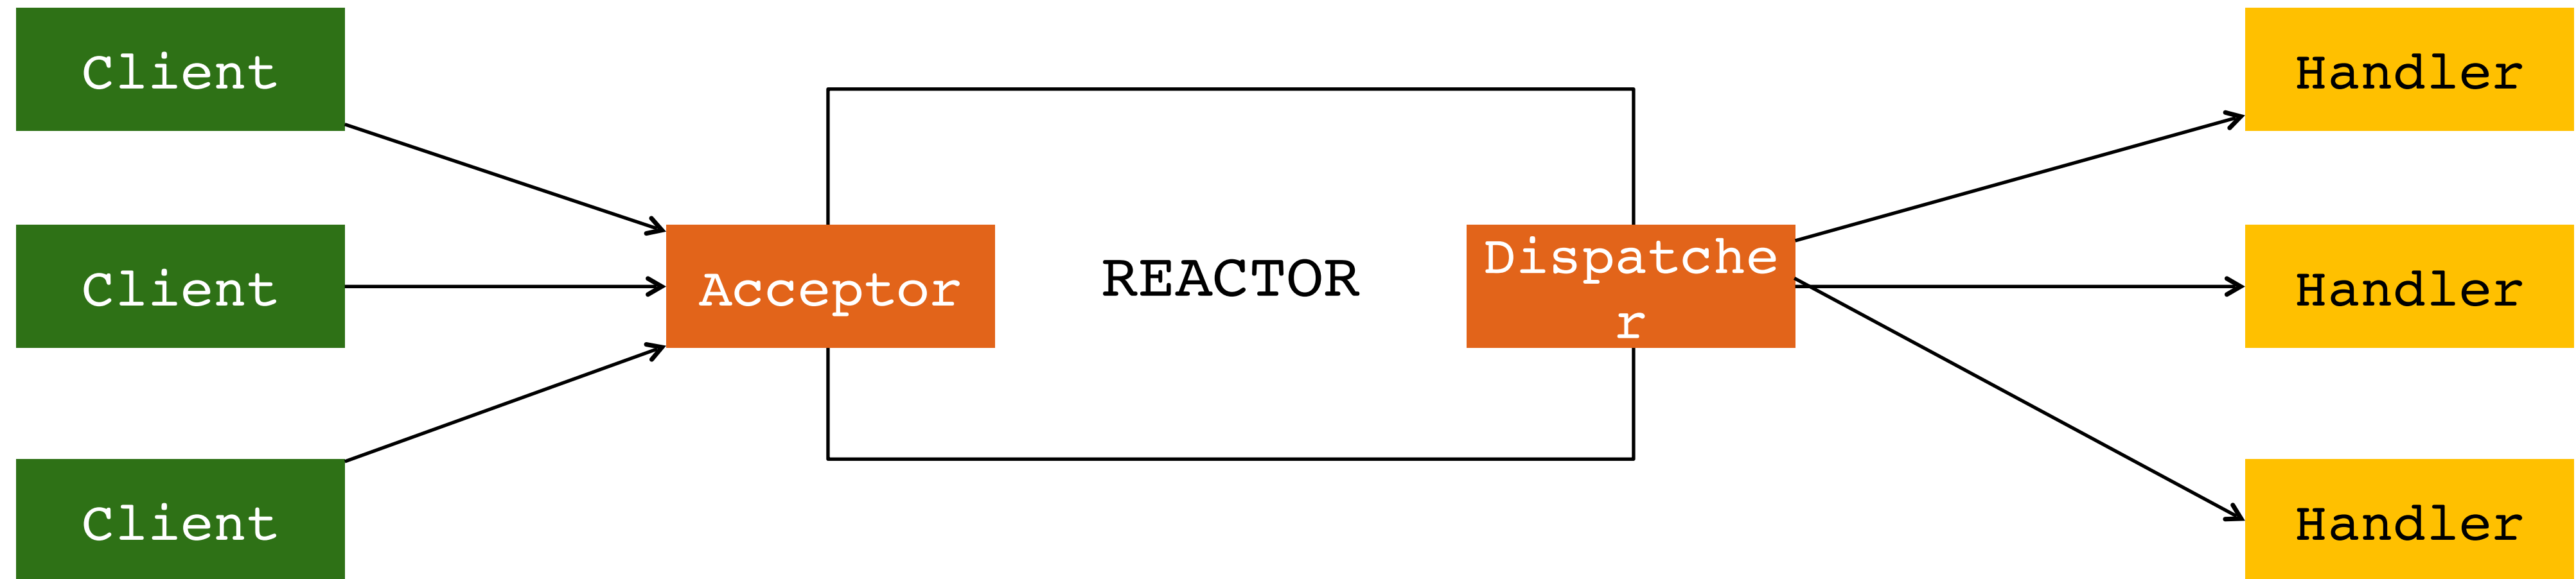 Client
Handler
Client
Acceptor
REACTOR
Dispatche
r
Handler
Client
Handler